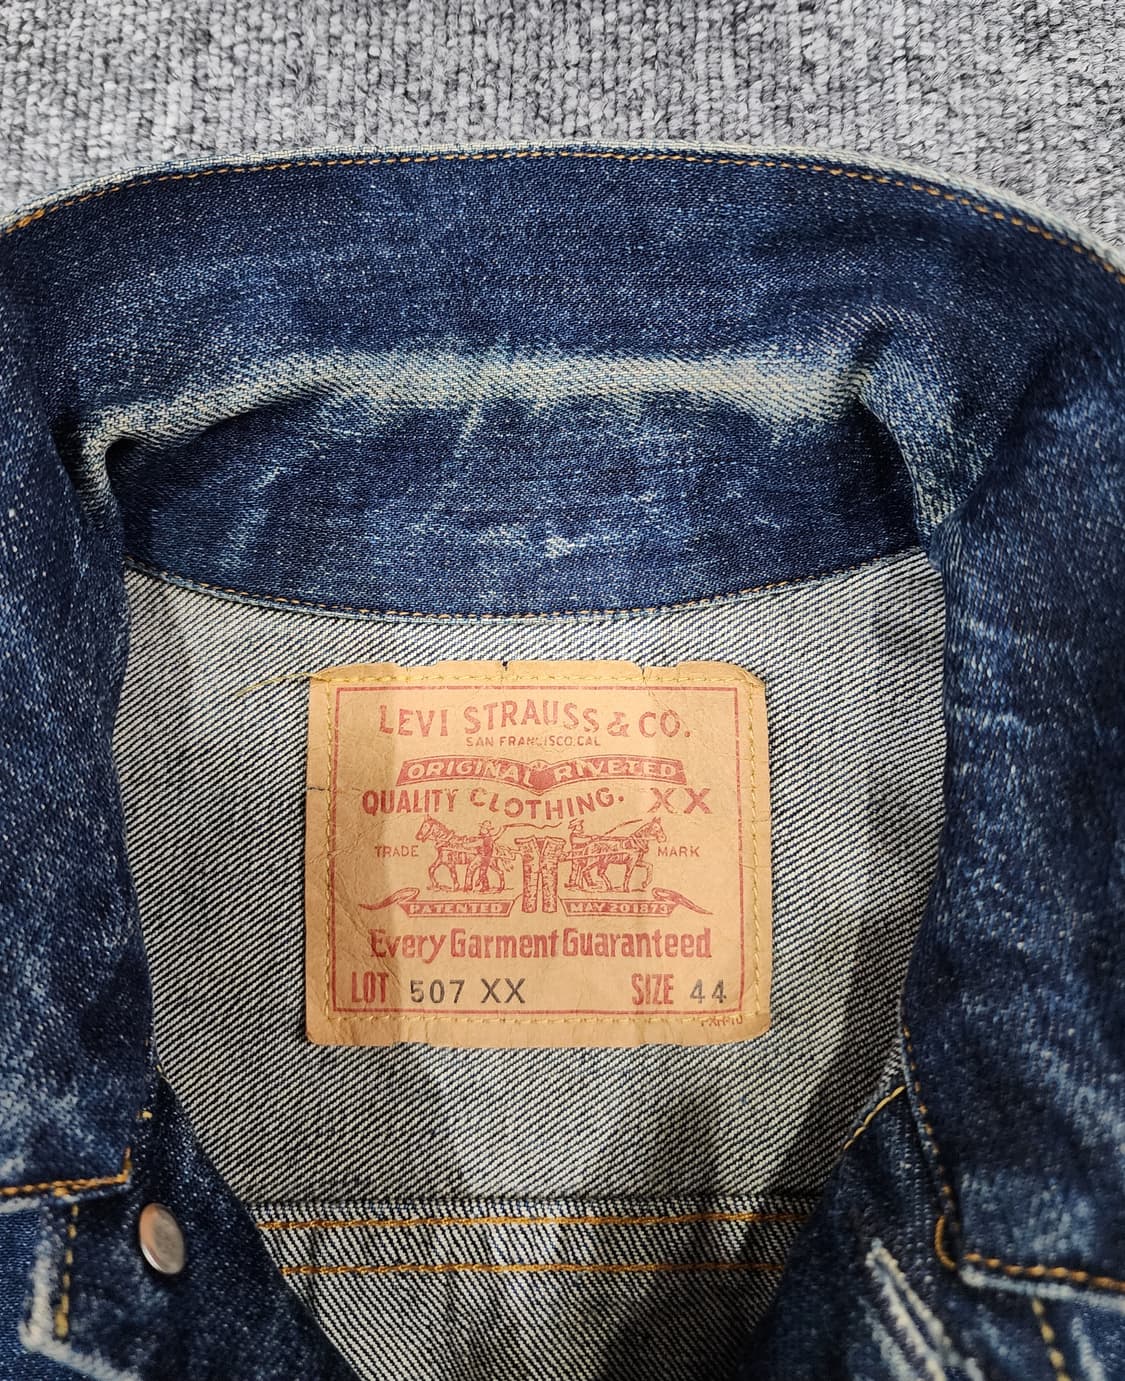 LEVI STRAUSS & CO.
SAN FRANCISCO, CAL
ORIGINAL RIVETED
QUALITY CLOTHING. XX
TRADE MARK
PATENTED MAY 20 1873
Every Garment Guaranteed
LOT 507 XX SIZE 44